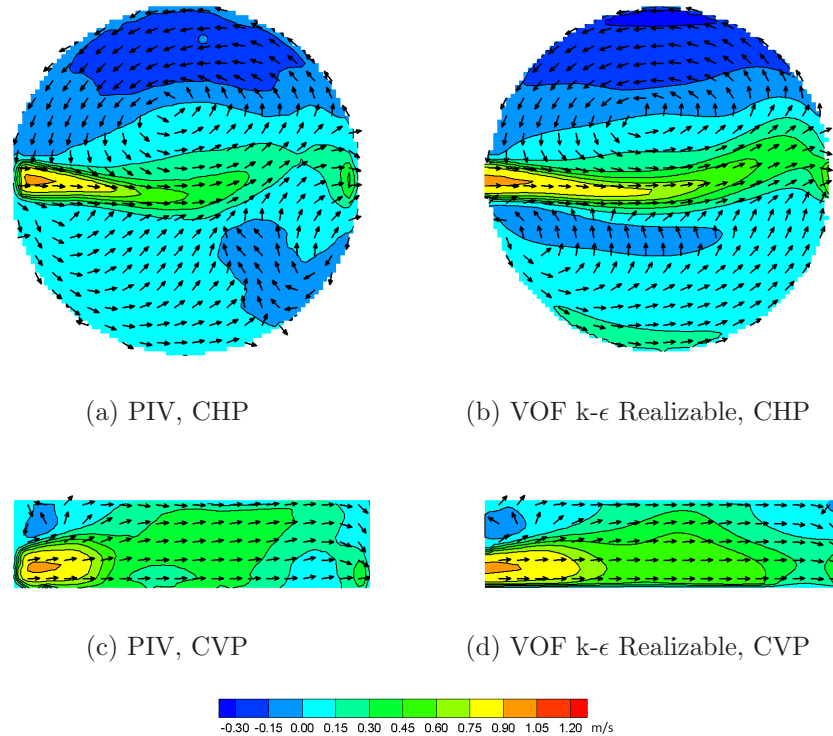 (a) PIV, CHP
(b) VOF k-ϵ Realizable, CHP
(c) PIV, CVP
(d) VOF k-ϵ Realizable, CVP
-0.30 -0.15 0.00 0.15 0.30 0.45 0.60 0.75 0.90 1.05 1.20 m/s